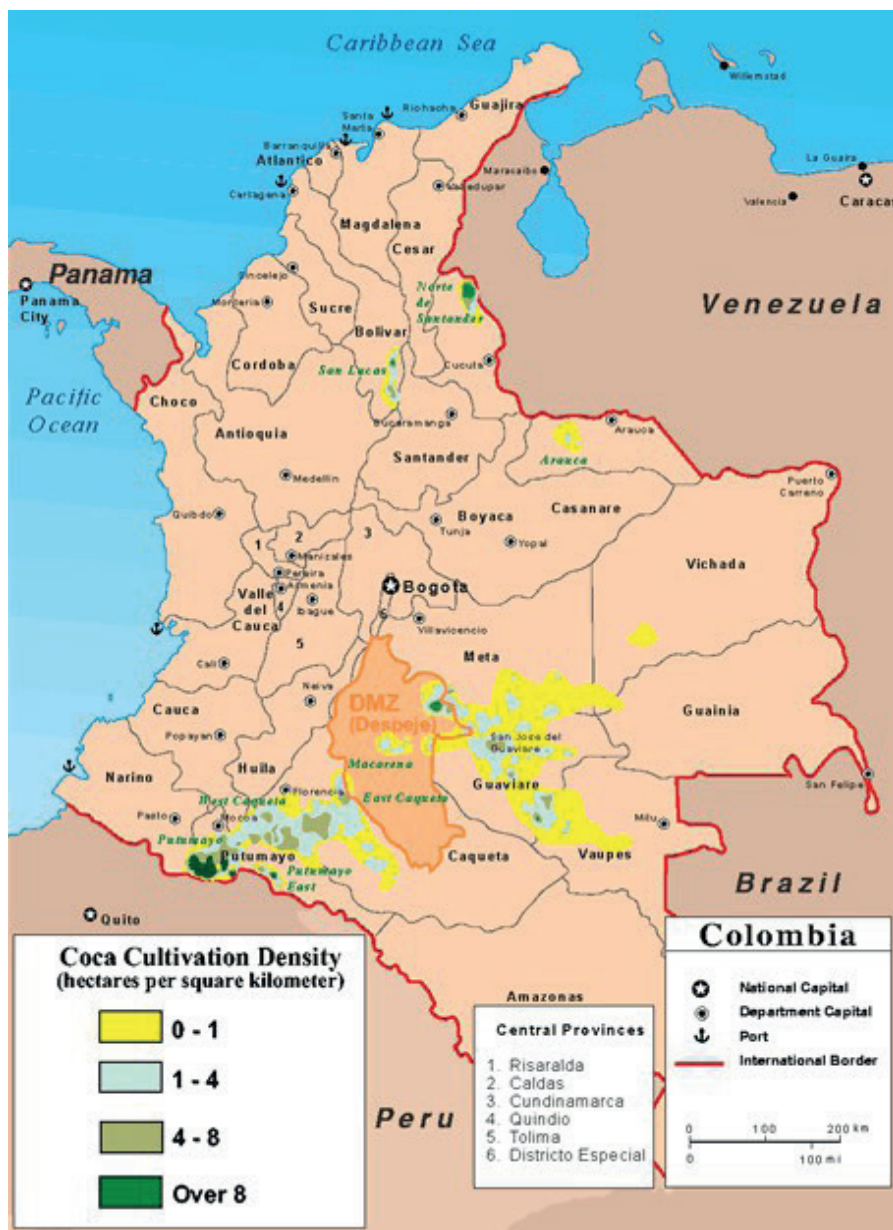 Caribbean Sea
Willemstad
Santa
Marta
Riohacha
Guajira
Barranquilla
Atlantico
Cartagena
Maracaibo
La Guaira
Caracas
Valencia
Valledupar
Magdalena
Cesar
Panama
Panama
City
Sincelejo
Monteria
Sucre
Norte
de
Santander
Venezuela
Bolivar
Cordoba
San Lucas
Cucuta
Pacific
Ocean
Choco
Antioquia
Bucaramanga
Arauca
Santander
Arauca
Medellin
Puerto
Carreno
Quibdo
Boyaca
Casanare
Tunja
Yopal
1
2
3
Manizales
Pereira
Armenia
Valle
del
Cauca
4
Ibague
Bogota
6
Villavicencio
Vichada
5
Meta
Cali
Neiva
DMZ
(Despeje)
Cauca
Popayan
San Jose del
Guaviare
Guainia
Huila
Macarena
Narino
West Caqueta
Florencia
East Caqueta
Guaviare
San Felipe
Pasto
Mocoa
Mitu
Putumayo
Putumayo
Putumayo
East
Caqueta
Vaupes
Brazil
Quito
Coca Cultivation Density
(hectares per square kilometer)
0 - 1
1 - 4
4 - 8
Over 8
Amazonas
Peru
Central Provinces
1. Risaralda
2. Caldas
3. Cundinamarca
4. Quindio
5. Tolima
6. Districto Especial
Colombia
National Capital
Department Capital
Port
International Border
0 100 200 km
0 100 mi